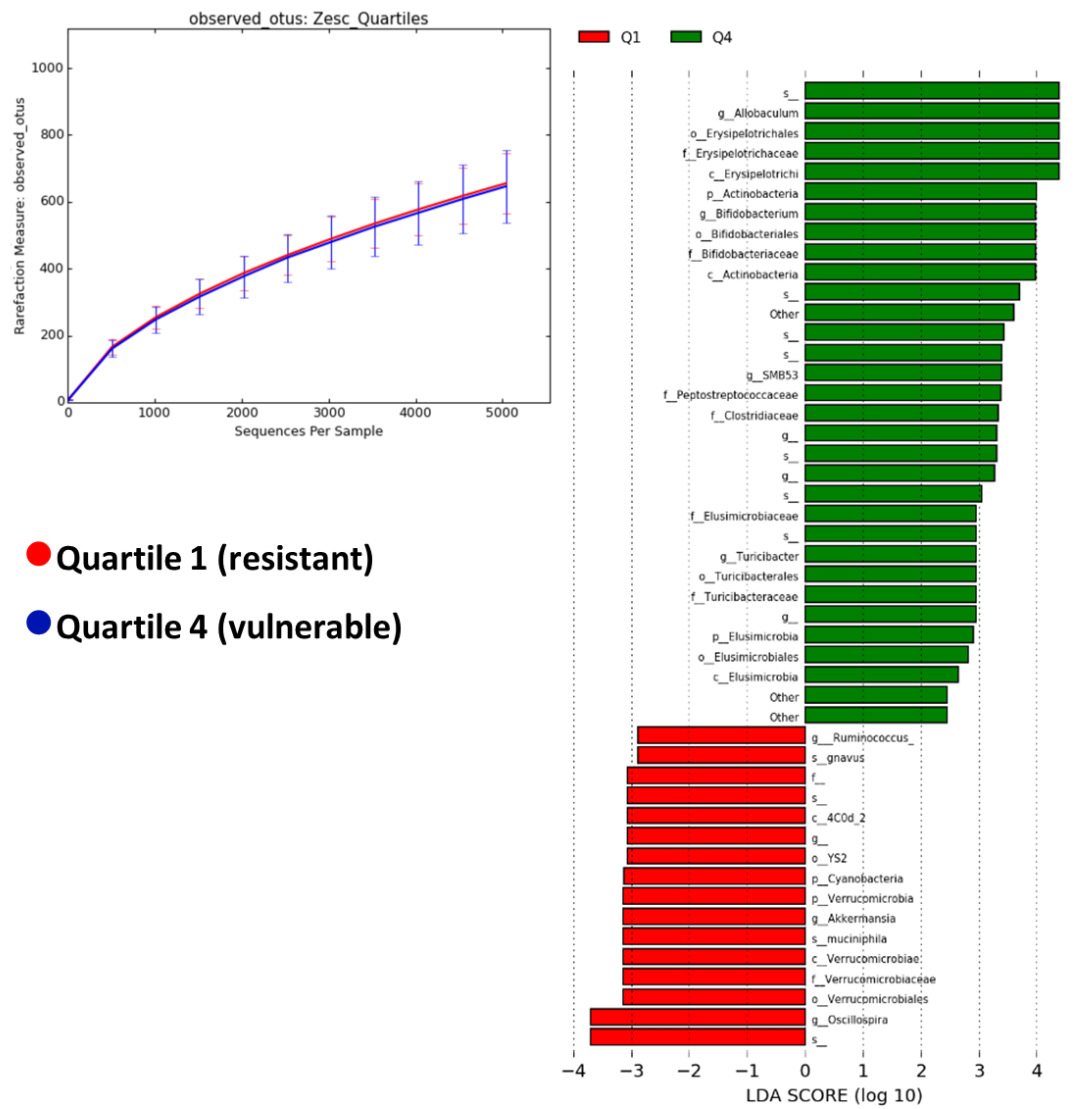 observed_otus: Zesc_Quartiles
Rarefaction Measure: observed_otus
1000
800
600
400
200
0
0 1000 2000 3000 4000 5000
Sequences Per Sample
Quartile 1 (resistant)
Quartile 4 (vulnerable)
Q1 Q4
s__
g__Allobaculum
o__Erysipelotrichales
f__Erysipelotrichaceae
c__Erysipelotrichi
p__Actinobacteria
g__Bifidobacterium
o__Bifidobacteriales
f__Bifidobacteriaceae
c__Actinobacteria
s__
Other
s__
s__
g__SMB53
f__Peptostreptococcaceae
f__Clostridiaceae
g__
s__
g__
s__
f__Elusimicrobiaceae
s__
g__Turicibacter
o__Turicibacterales
f__Turicibacteraceae
g__
p__Elusimicrobia
o__Elusimicrobiales
c__Elusimicrobia
Other
Other
g___Ruminococcus_
s__gnavus
f__
s__
c__4C0d_2
g__
o__YS2
p__Cyanobacteria
p__Verrucomicrobia
g__Akkermansia
s__muciniphila
c__Verrucomicrobiae
f__Verrucomicrobiaceae
o__Verrucomicrobiales
g__Oscillospira
s__
−4 −3 −2 −1 0 1 2 3 4
LDA SCORE (log 10)